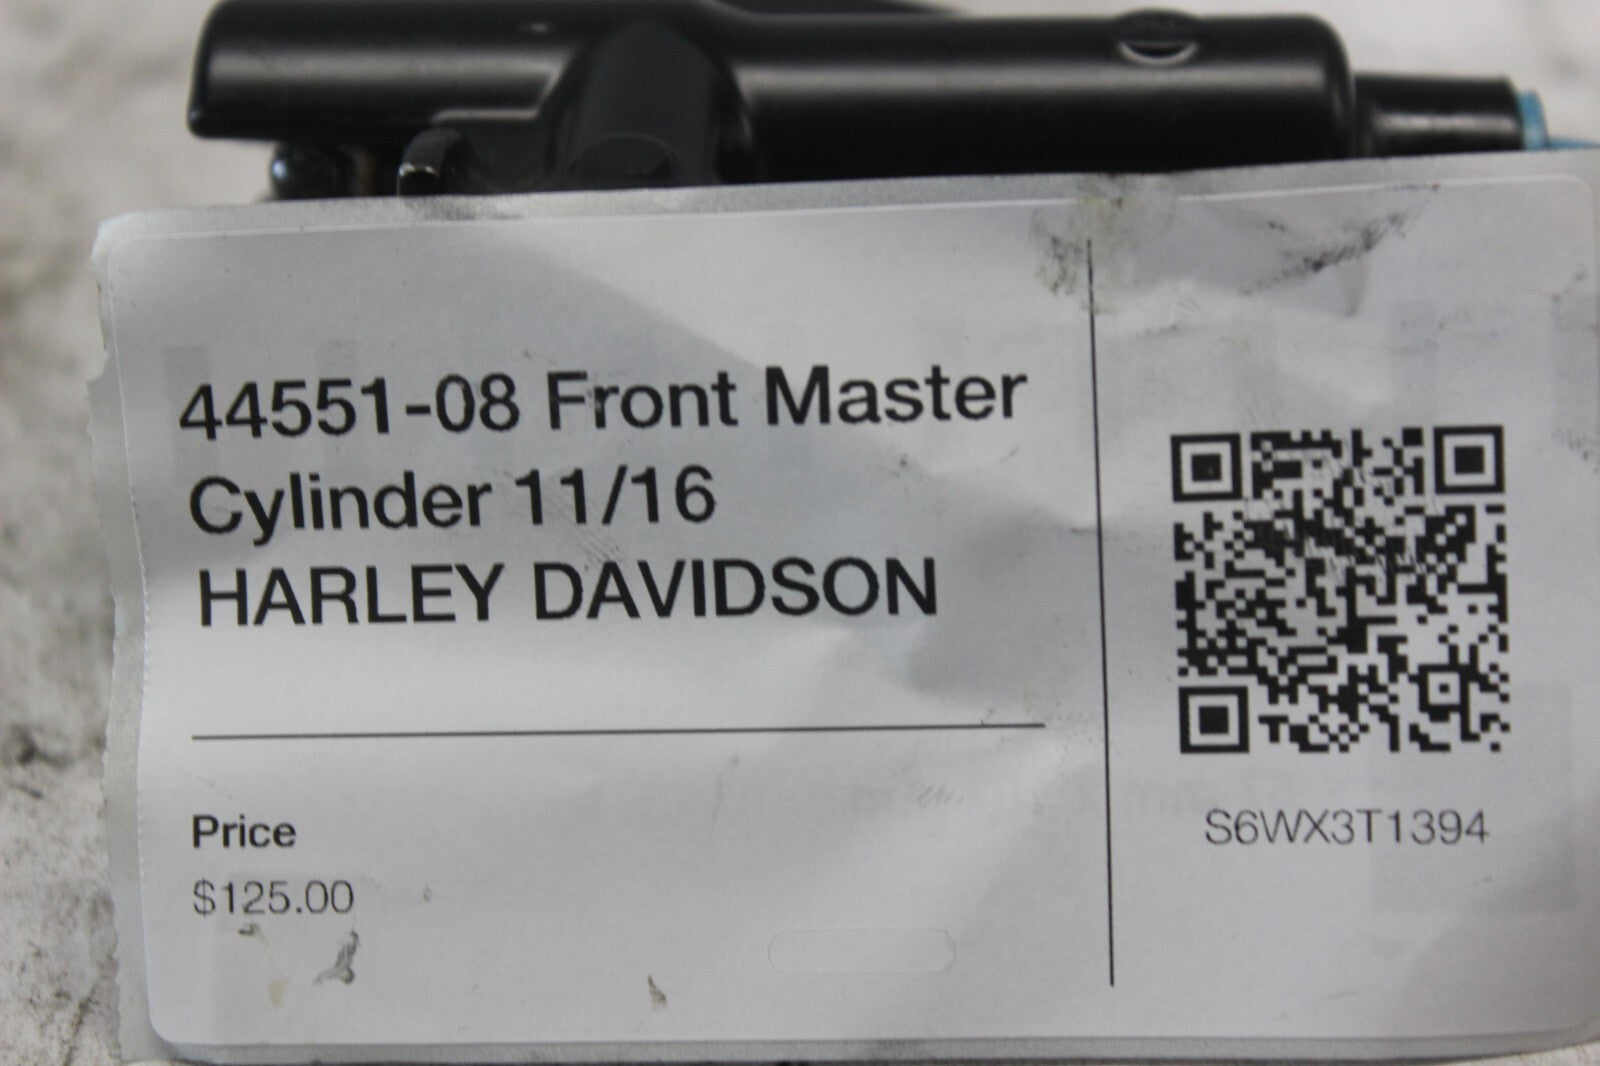 44551-08 Front Master
Cylinder 11/16
HARLEY DAVIDSON
Price
$125.00
S6WX3T1394